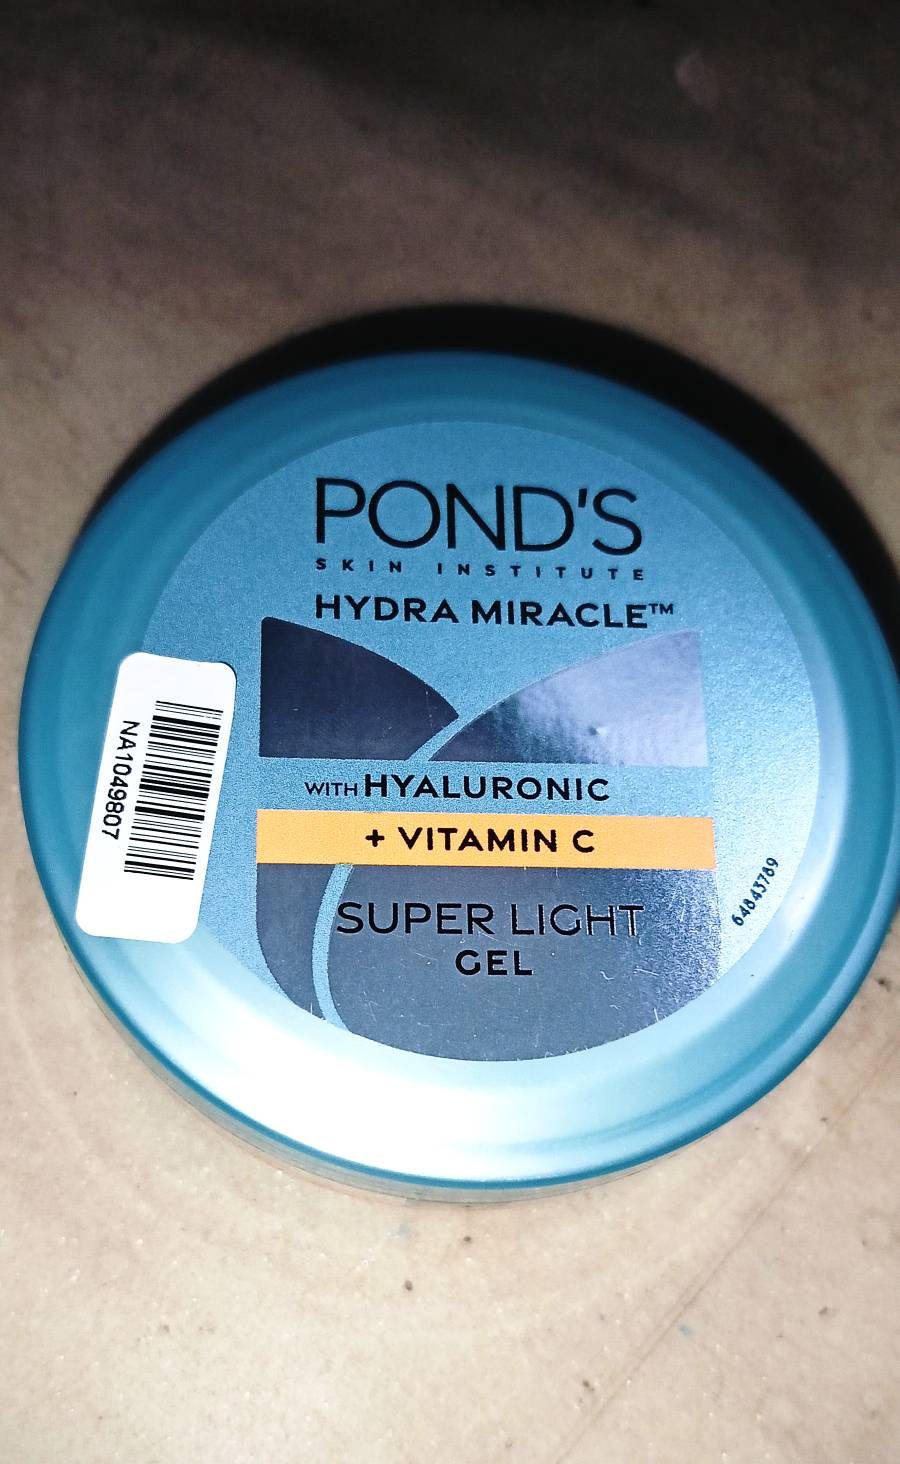 POND'S
SKIN INSTITUTE
HYDRA MIRACLE™
WITH HYALURONIC
+ VITAMIN C
SUPER LIGHT
GEL
NA1049807
64843789